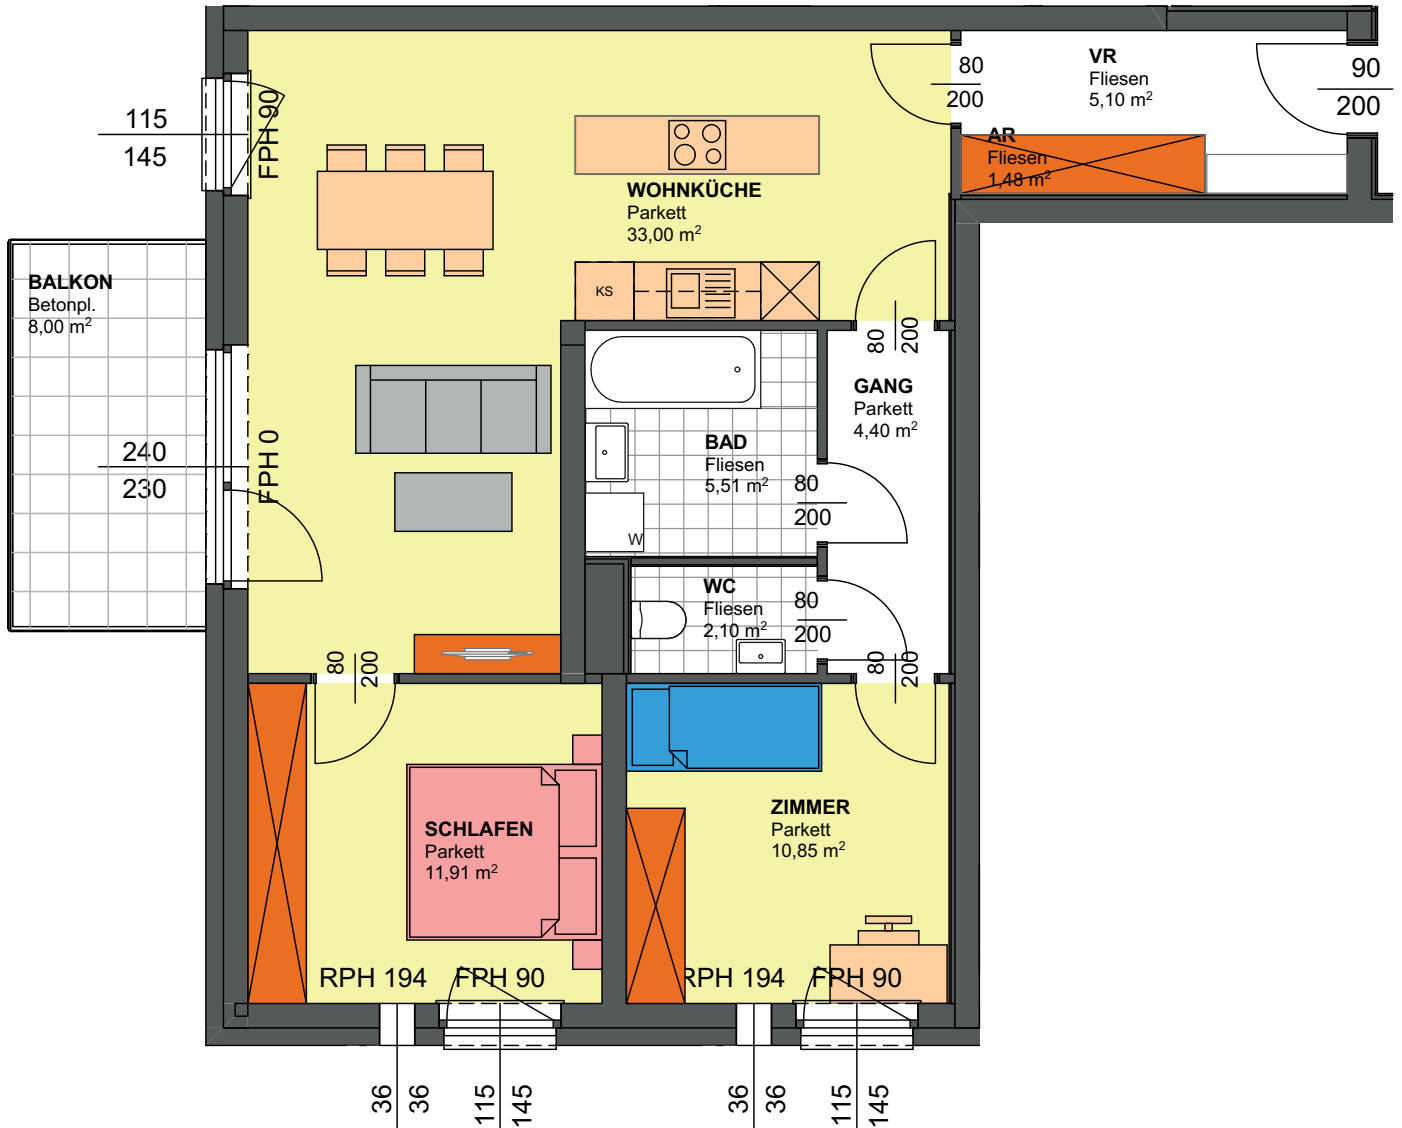 VR
Fliesen
5,10 m²
80
200
90
200
AR
Fliesen
1,48 m²
115
145
FPH 90
WOHNKÜCHE
Parkett
33,00 m²
BALKON
Betonpl.
8,00 m²
KS
80
200
GANG
Parkett
4,40 m²
240
230
FPH 0
BAD
Fliesen
5,51 m²
80
200
W
WC
Fliesen
2,10 m²
80
200
80
200
80
200
SCHLAFEN
Parkett
11,91 m²
ZIMMER
Parkett
10,85 m²
RPH 194
FPH 90
RPH 194
FPH 90
36
36
115
145
36
36
115
145